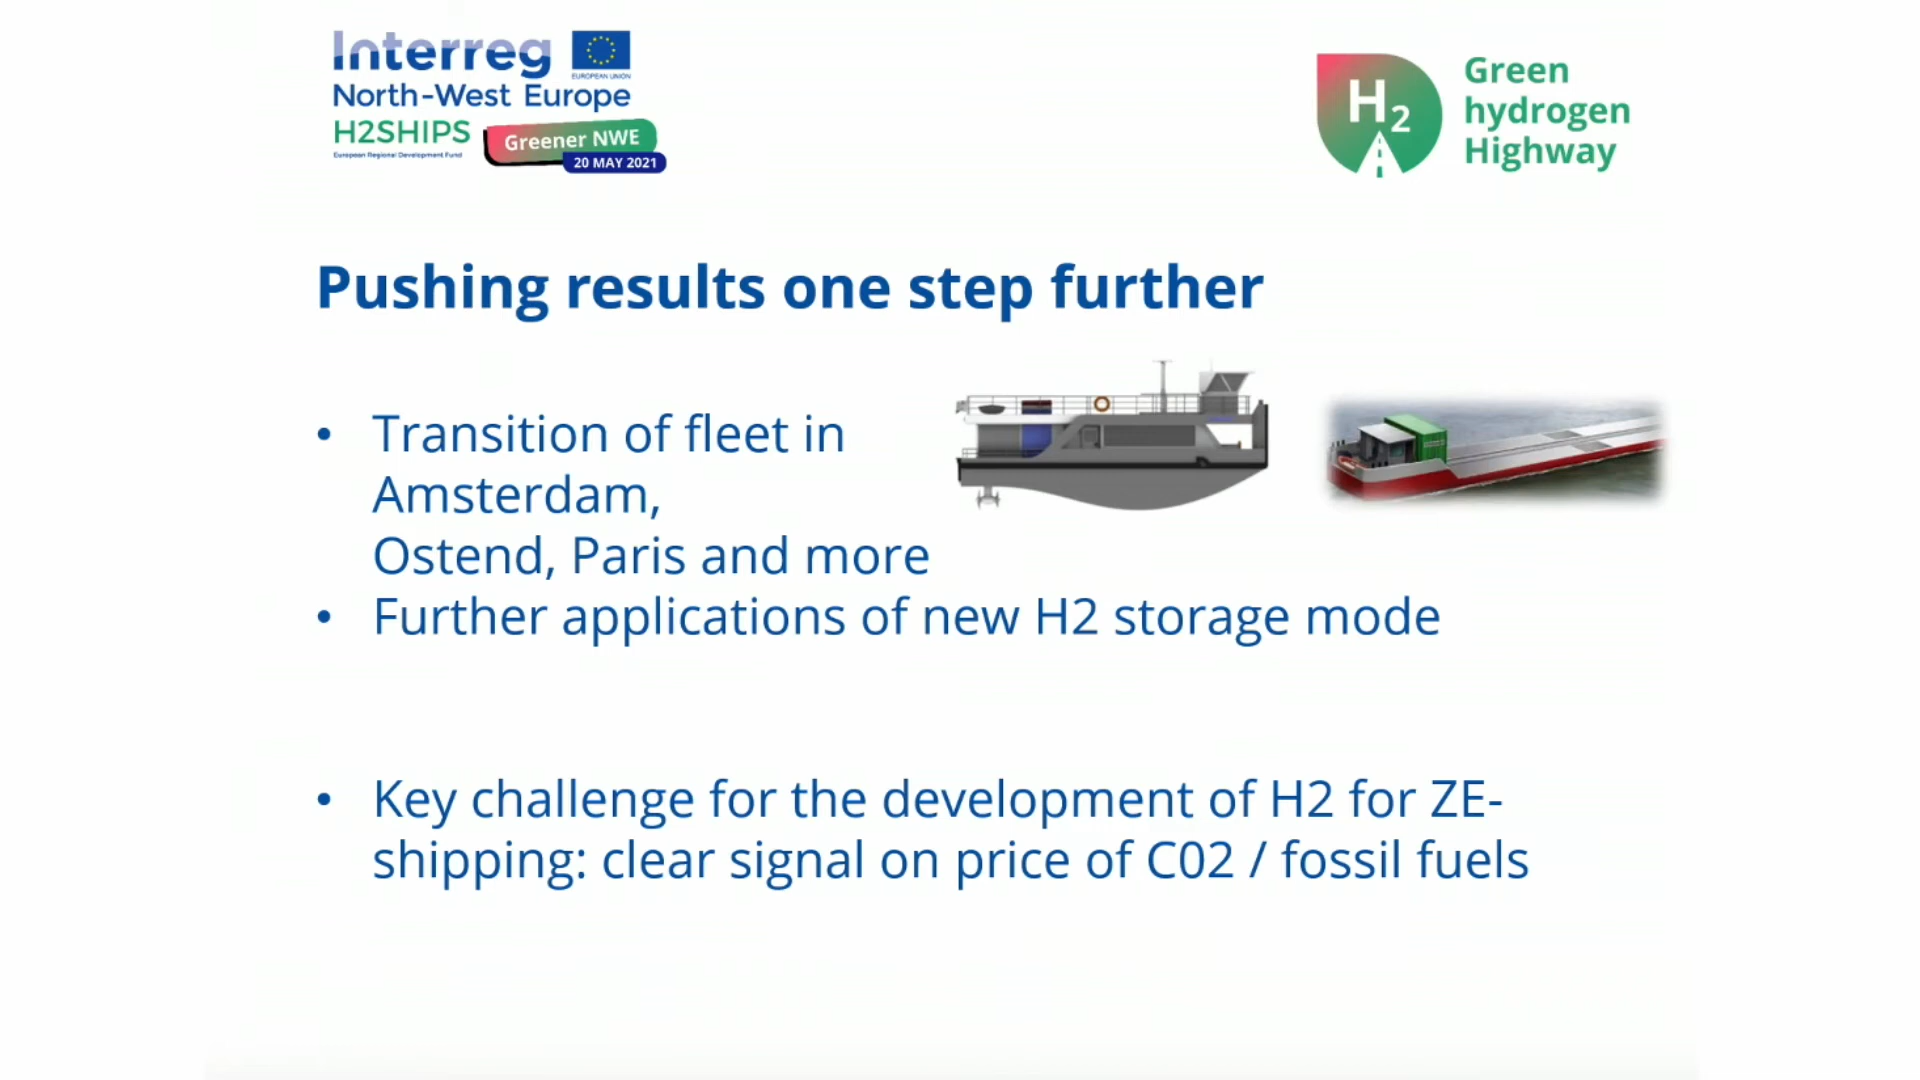 Interreg
EUROPEAN UNION
North-West Europe
H2SHIPS
European Regional Development Fund
Greener NWE
20 MAY 2021
H2
Green
hydrogen
Highway
Pushing results one step further
• Transition of fleet in
Amsterdam,
Ostend, Paris and more
• Further applications of new H2 storage mode
• Key challenge for the development of H2 for ZE-
shipping: clear signal on price of C02 / fossil fuels